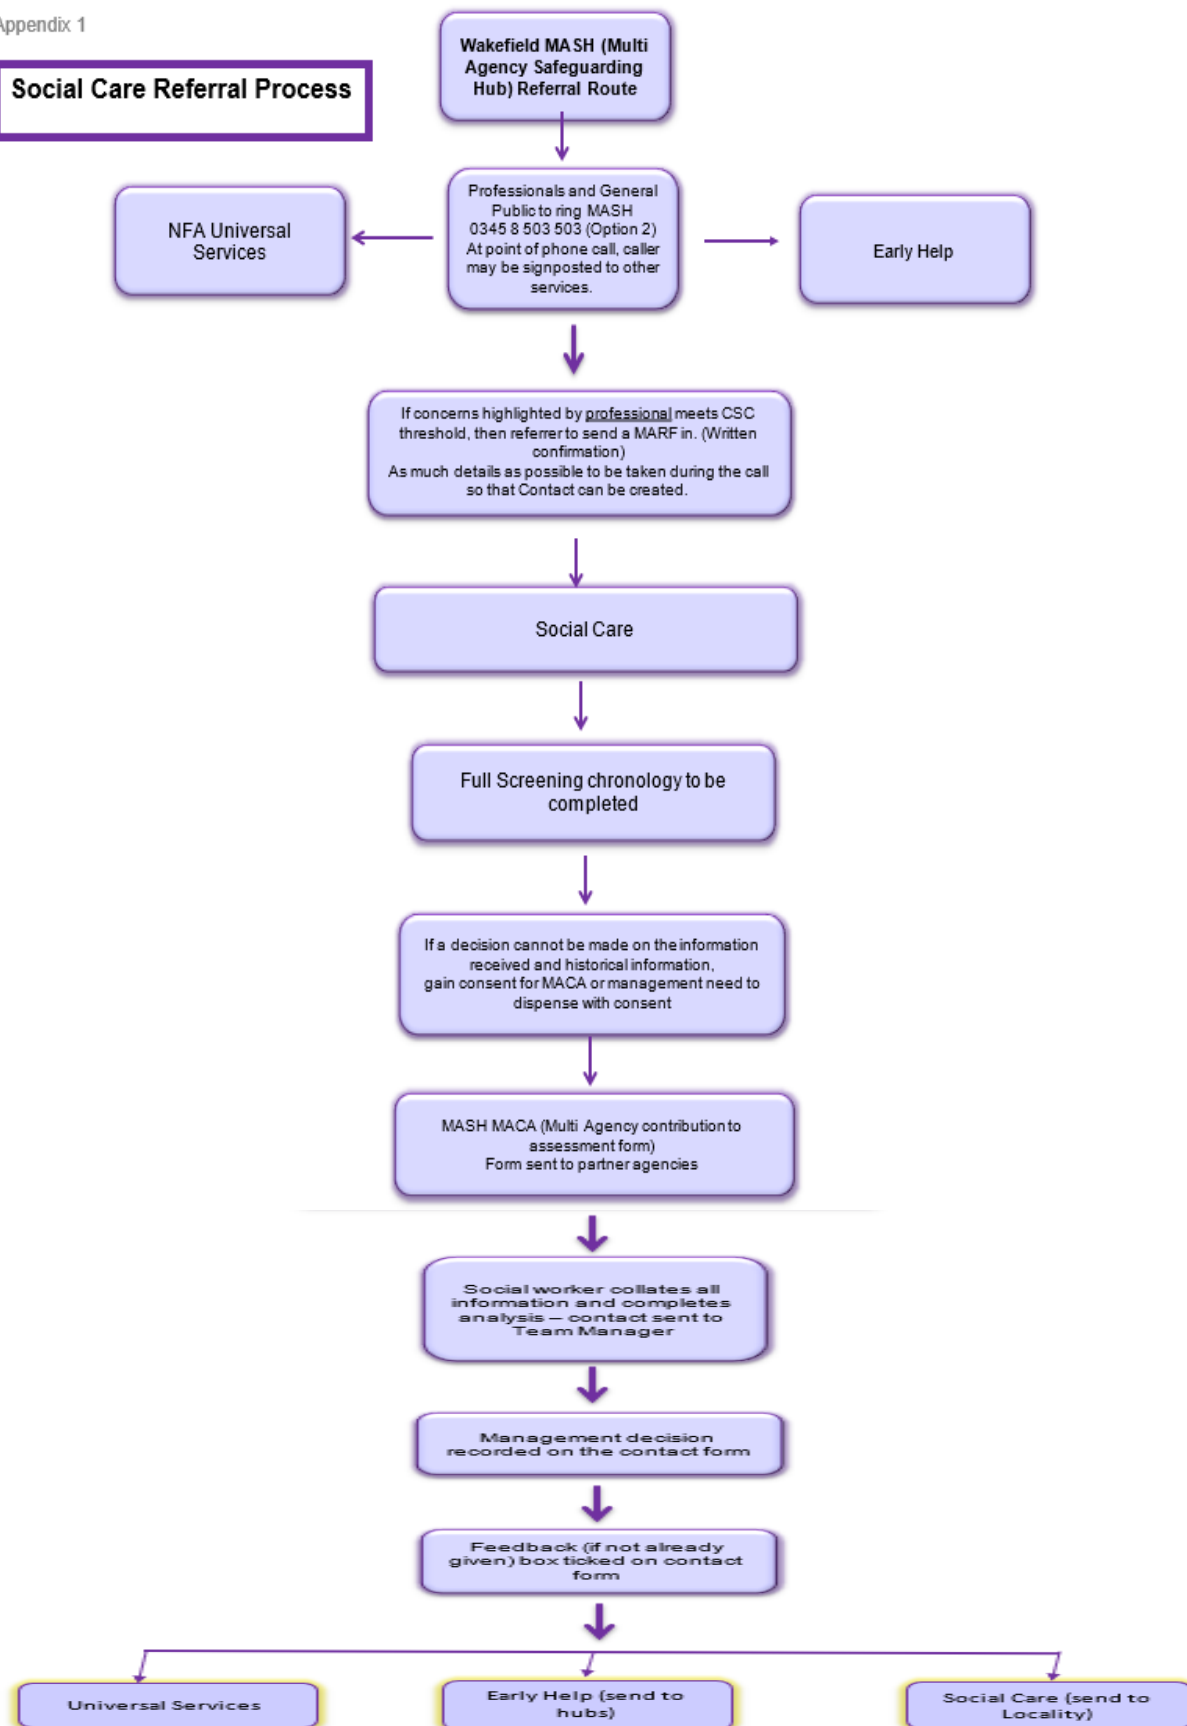 Appendix 1
Social Care Referral Process
Wakefield MASH (Multi
Agency Safeguarding
Hub) Referral Route
Professionals and General
Public to ring MASH
0345 8 503 503 (Option 2)
At point of phone call, caller
may be signposted to other
services.
NFA Universal
Services
Early Help
If concerns highlighted by professional meets CSC
threshold, then referrer to send a MARF in. (Written
confirmation)
As much details as possible to be taken during the call
so that Contact can be created.
Social Care
Full Screening chronology to be
completed
If a decision cannot be made on the information
received and historical information,
gain consent for MACA or management need to
dispense with consent
MASH MACA (Multi Agency contribution to
assessment form)
Form sent to partner agencies
Social worker collates all
information and completes
analysis – contact sent to
Team Manager
Management decision
recorded on the contact form
Feedback (if not already
given) box ticked on contact
form
Universal Services
Early Help (send to
hubs)
Social Care (send to
Locality)